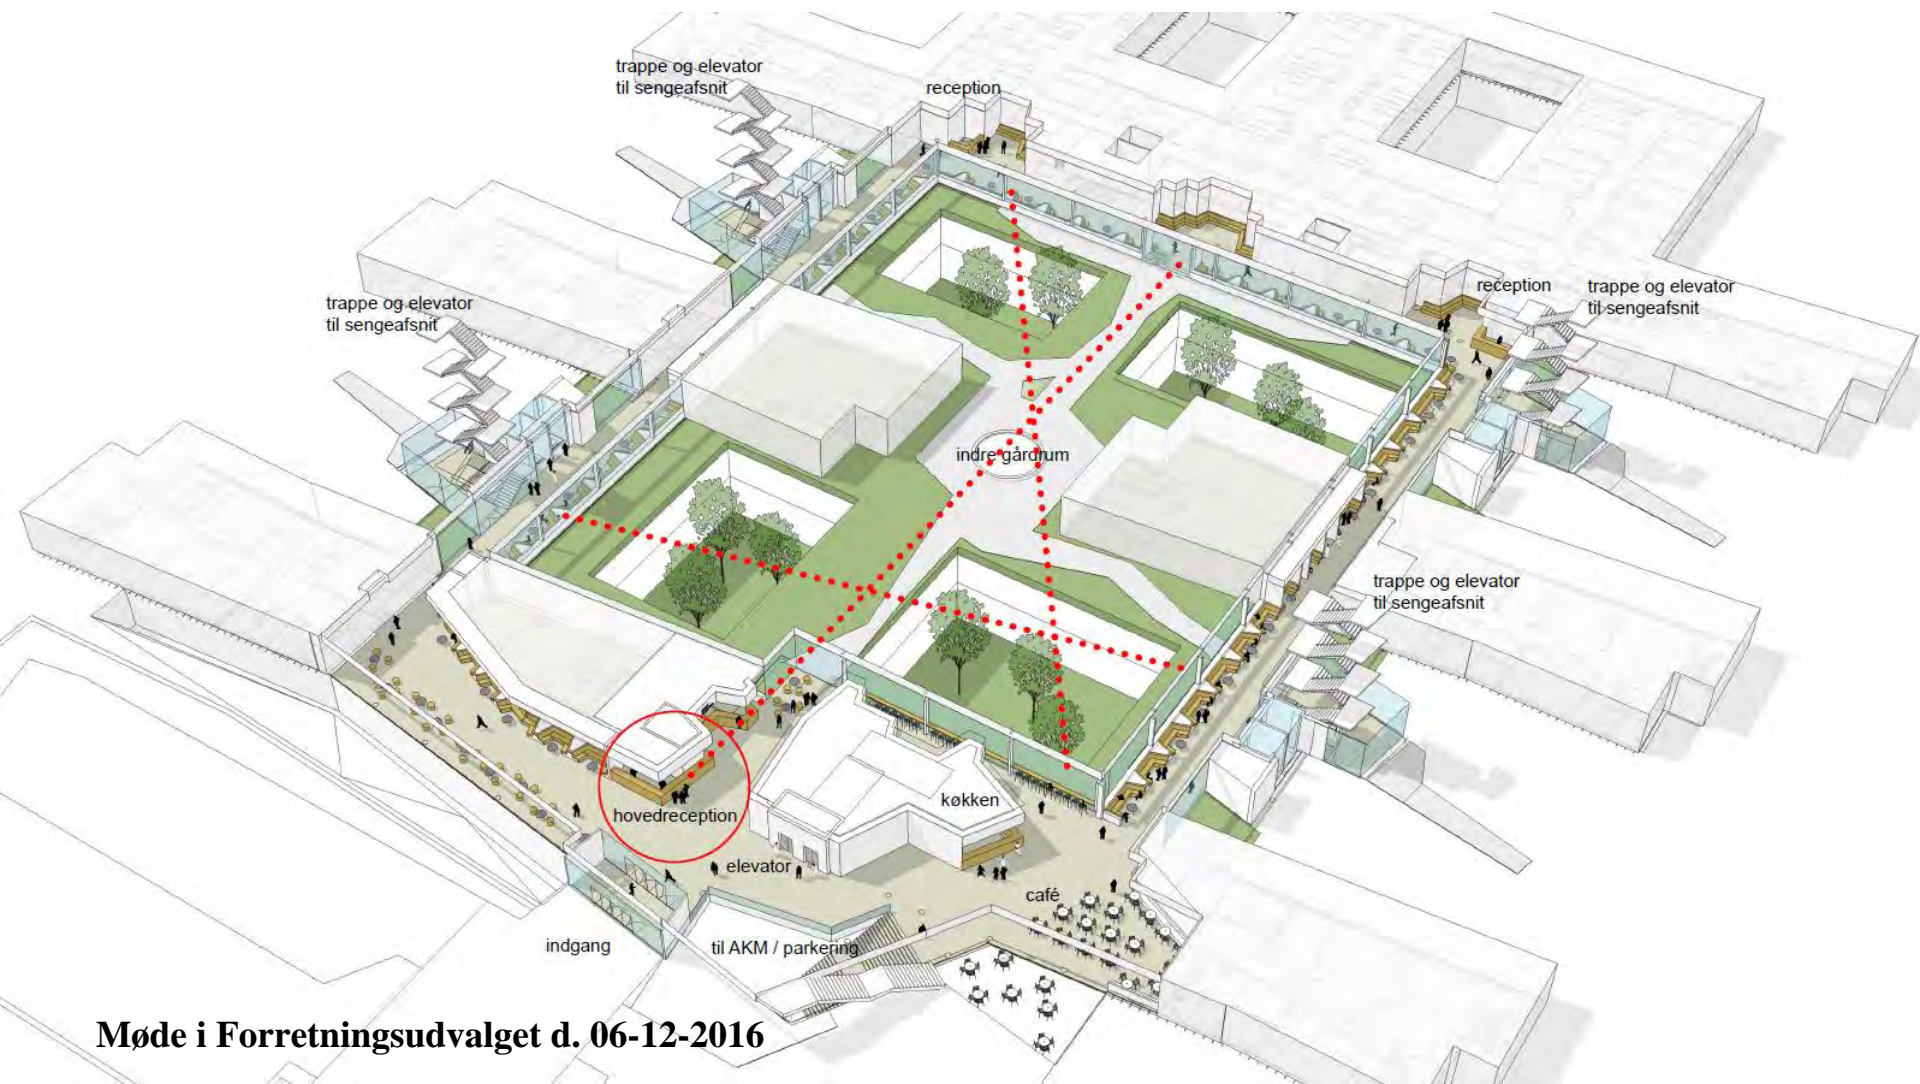 trappe og elevator
til sengeafsnit
reception
trappe og elevator
til sengeafsnit
reception
trappe og elevator
til sengeafsnit
indre gårdrum
trappe og elevator
til sengeafsnit
køkken
hovedreception
elevator
café
indgang
til AKM / parkering
Møde i Forretningsudvalget d. 06-12-2016